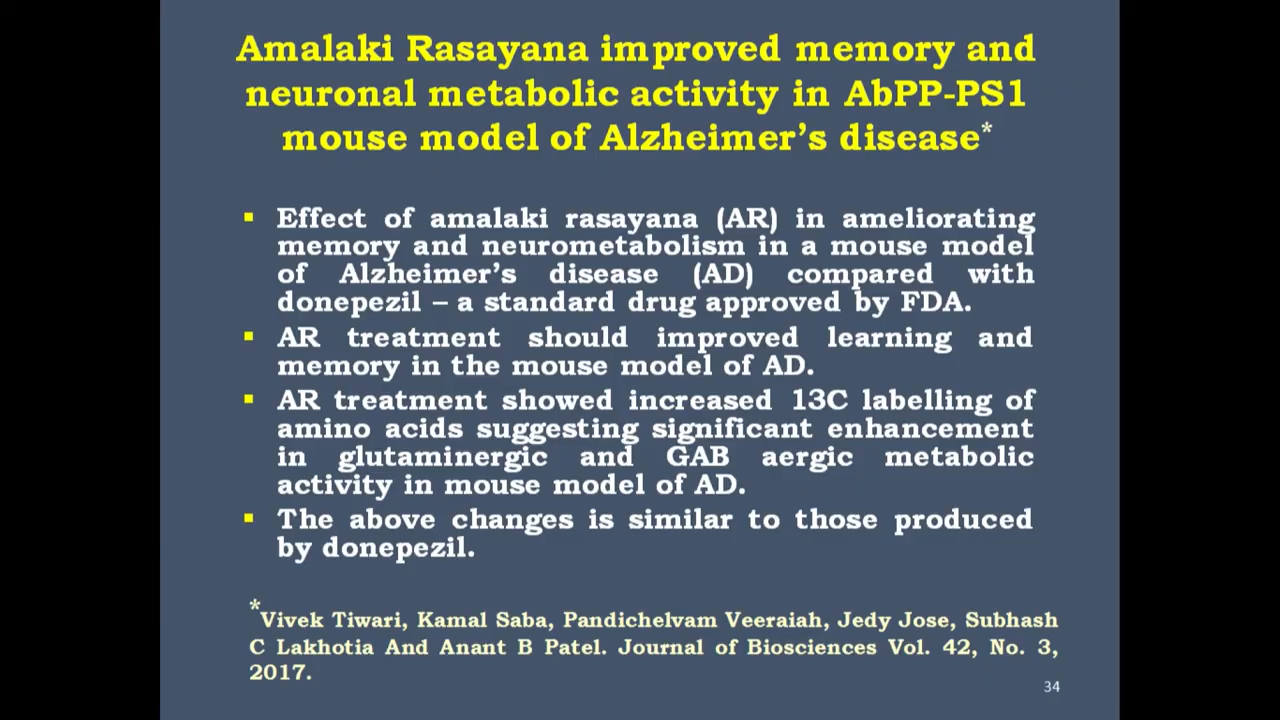 Amalaki Rasayana improved memory and
neuronal metabolic activity in AbPP-PS1
mouse model of Alzheimer’s disease*
▪ Effect of amalaki rasayana (AR) in ameliorating
memory and neurometabolism in a mouse model
of Alzheimer’s disease (AD) compared with
donepezil – a standard drug approved by FDA.
▪ AR treatment should improved learning and
memory in the mouse model of AD.
▪ AR treatment showed increased 13C labelling of
amino acids suggesting significant enhancement
in glutaminergic and GAB aergic metabolic
activity in mouse model of AD.
▪ The above changes is similar to those produced
by donepezil.
*Vivek Tiwari, Kamal Saba, Pandichelvam Veeraiah, Jedy Jose, Subhash
C Lakhotia And Anant B Patel. Journal of Biosciences Vol. 42, No. 3,
2017.
34